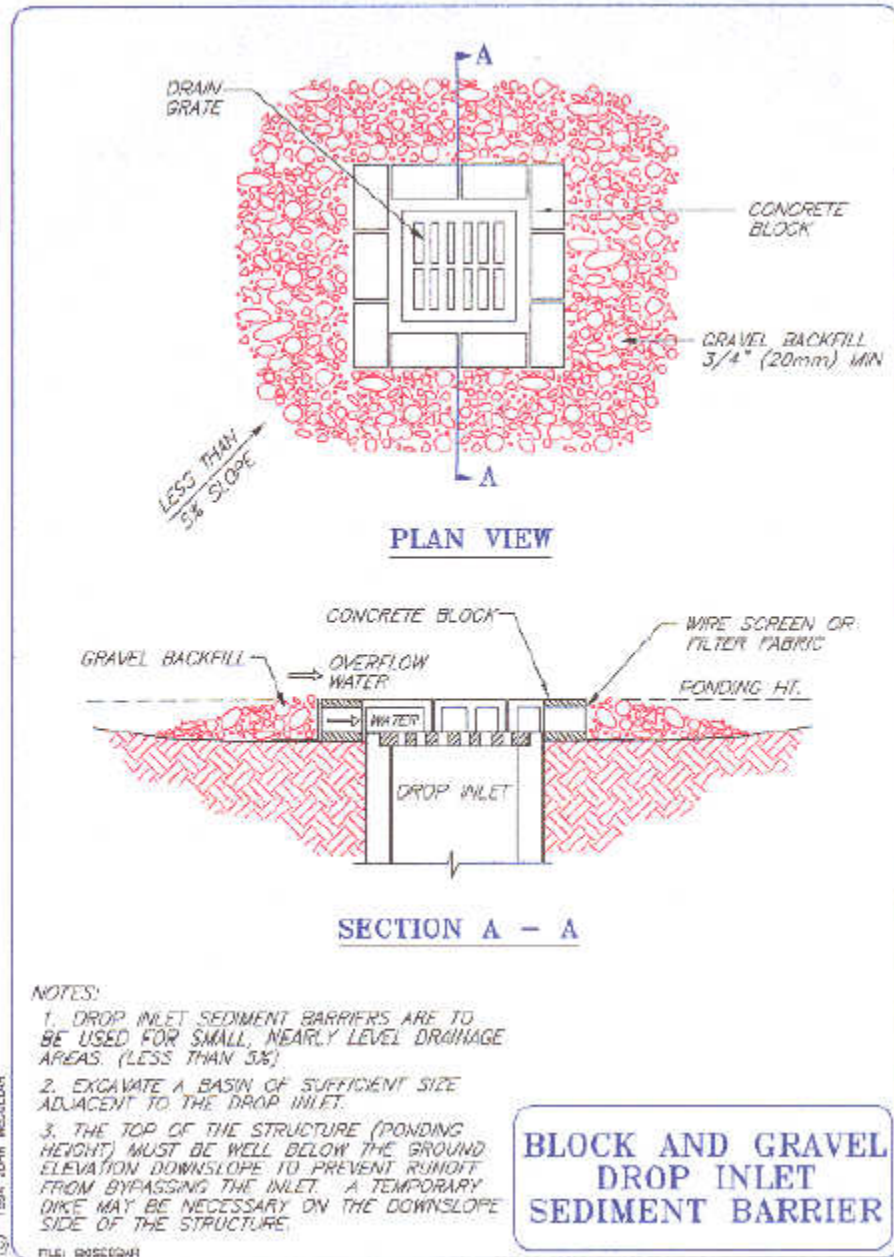 A
DRAIN
GRATE
CONCRETE
BLOCK
GRAVEL BACKFILL
3/4" (20mm) MIN
LESS THAN
5% SLOPE
A
PLAN VIEW
CONCRETE BLOCK
WIRE SCREEN OR
FILTER FABRIC
GRAVEL BACKFILL
OVERFLOW
WATER
PONDING HT.
WATER
DROP INLET
SECTION A - A
NOTES:
1. DROP INLET SEDIMENT BARRIERS ARE TO
BE USED FOR SMALL, NEARLY LEVEL DRAINAGE
AREAS. (LESS THAN 5%)
2. EXCAVATE A BASIN OF SUFFICIENT SIZE
ADJACENT TO THE DROP INLET.
3. THE TOP OF THE STRUCTURE (PONDING
HEIGHT) MUST BE WELL BELOW THE GROUND
ELEVATION DOWNSLOPE TO PREVENT RUNOFF
FROM BYPASSING THE INLET. A TEMPORARY
DIKE MAY BE NECESSARY ON THE DOWNSLOPE
SIDE OF THE STRUCTURE.
BLOCK AND GRAVEL
DROP INLET
SEDIMENT BARRIER
© 1994 JOHN
FILE: